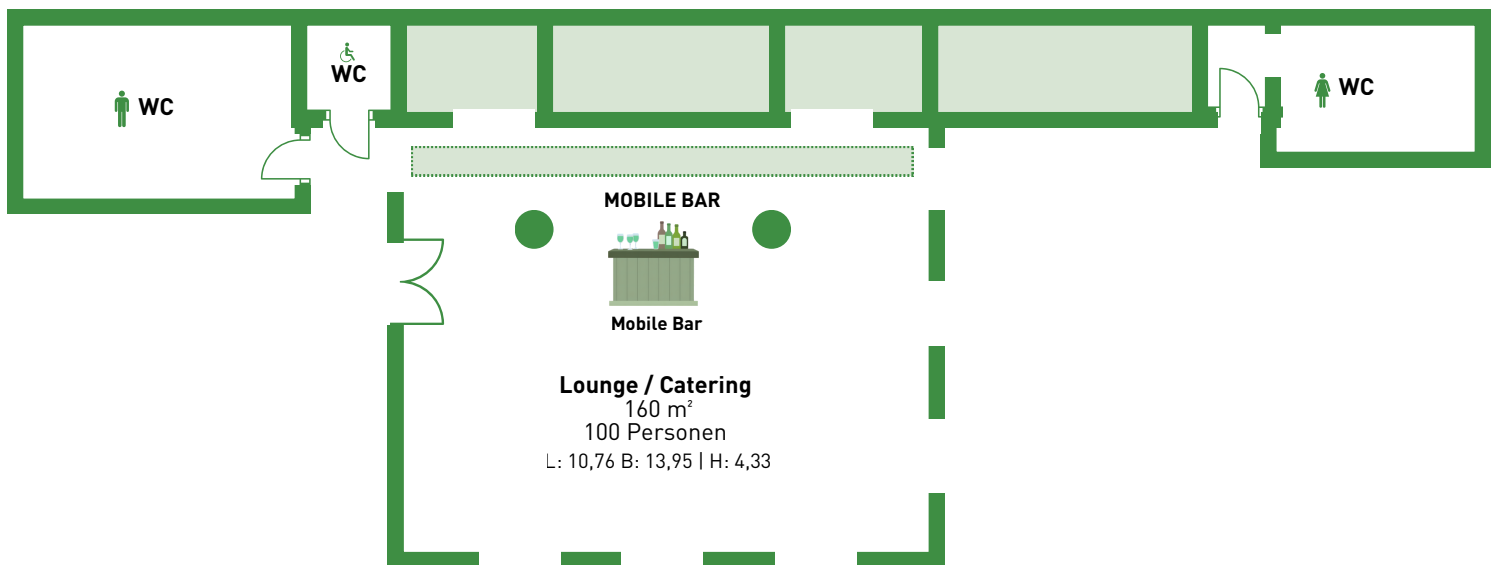 WC
WC
WC
MOBILE BAR
Mobile Bar
Lounge / Catering
160 m²
100 Personen
L: 10,76 B: 13,95 | H: 4,33